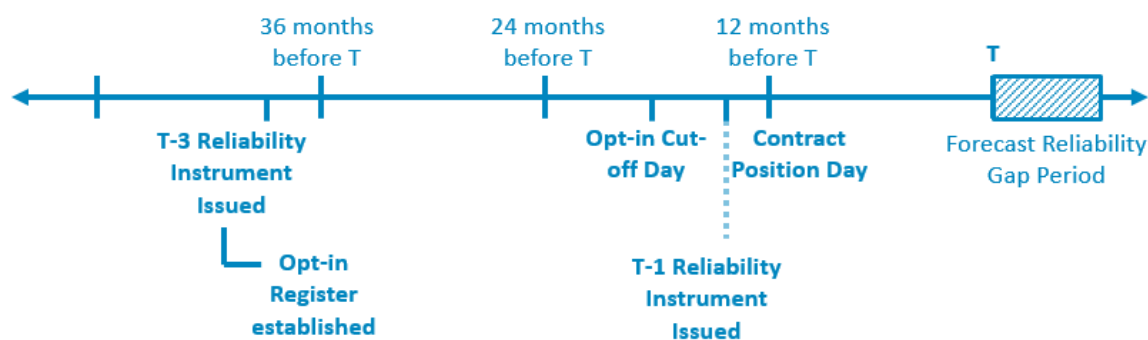 36 months
before T
24 months
before T
12 months
before T
T
T-3 Reliability
Instrument
Issued
Opt-in Cut-
off Day
Contract
Position Day
Forecast Reliability
Gap Period
Opt-in
Register
established
T-1 Reliability
Instrument
Issued